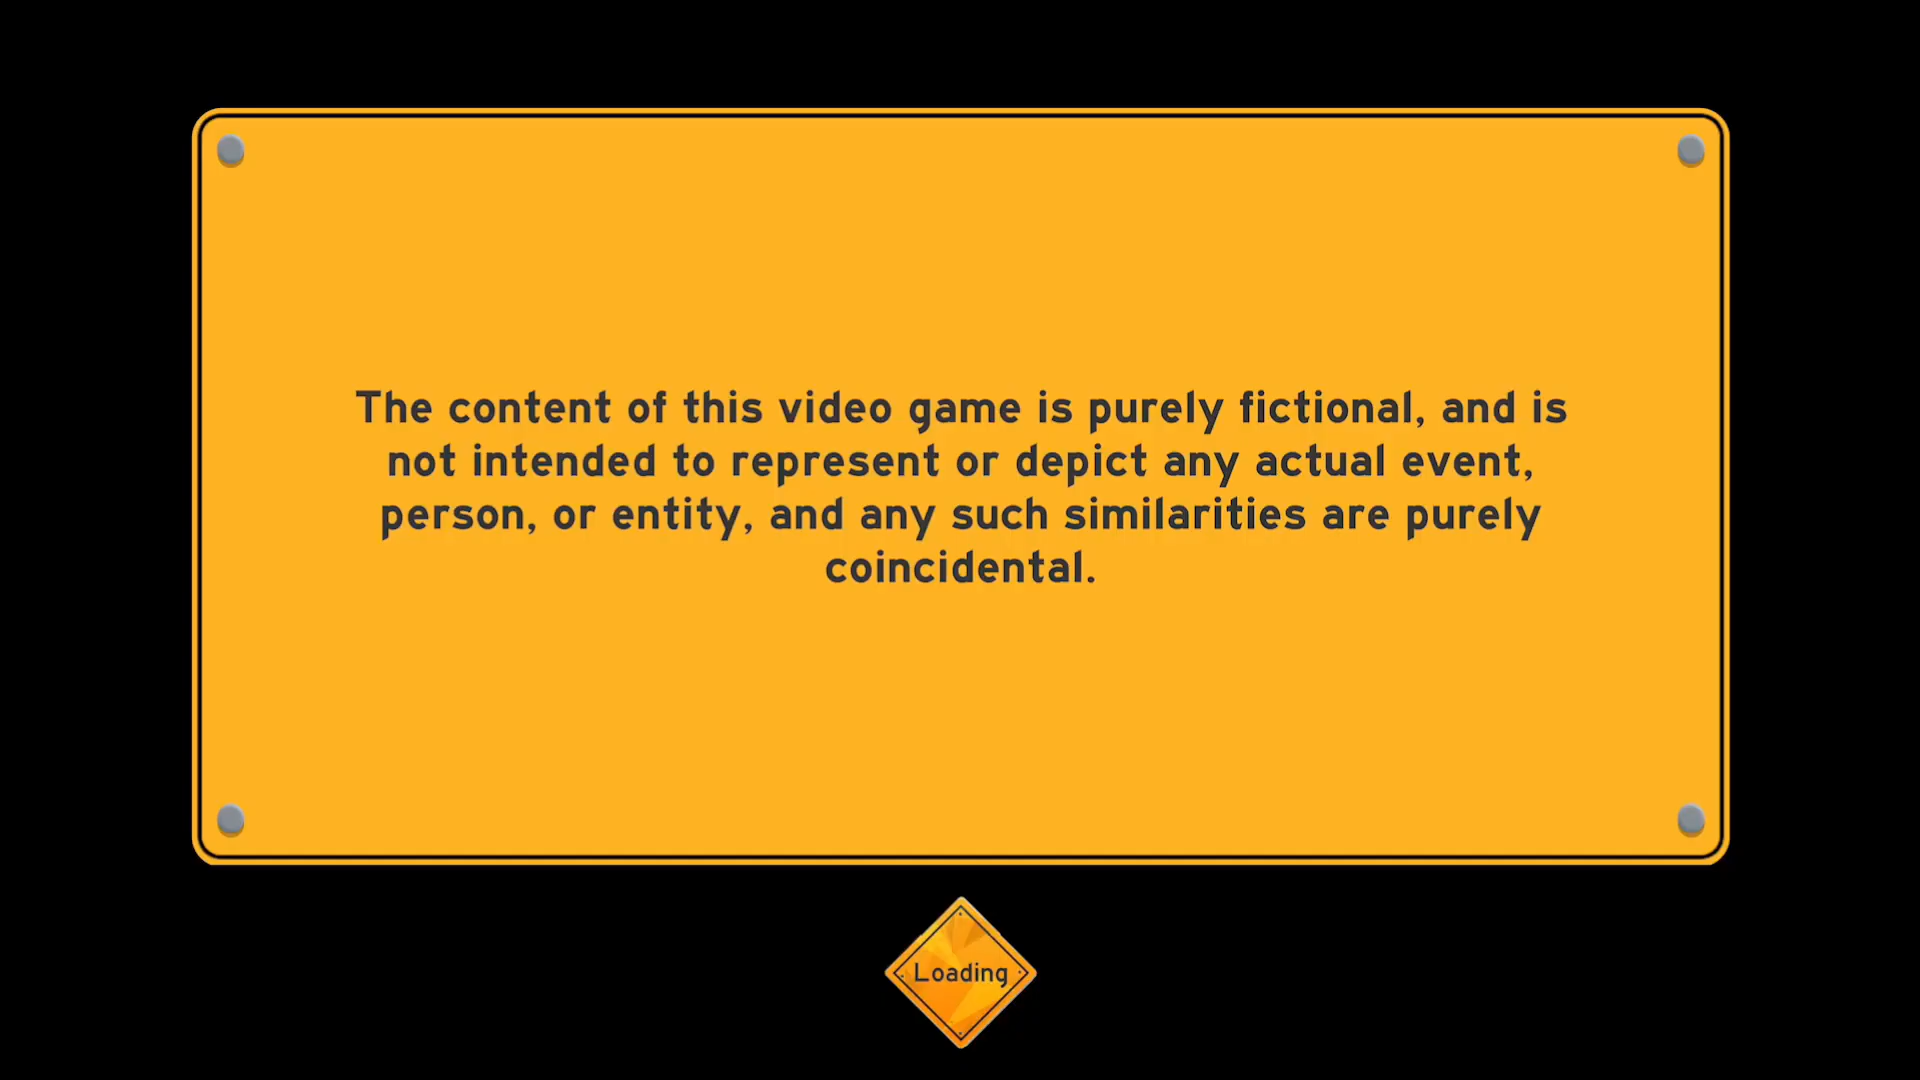 The content of this video game is purely fictional, and is
not intended to represent or depict any actual event,
person, or entity, and any such similarities are purely
coincidental.
Loading